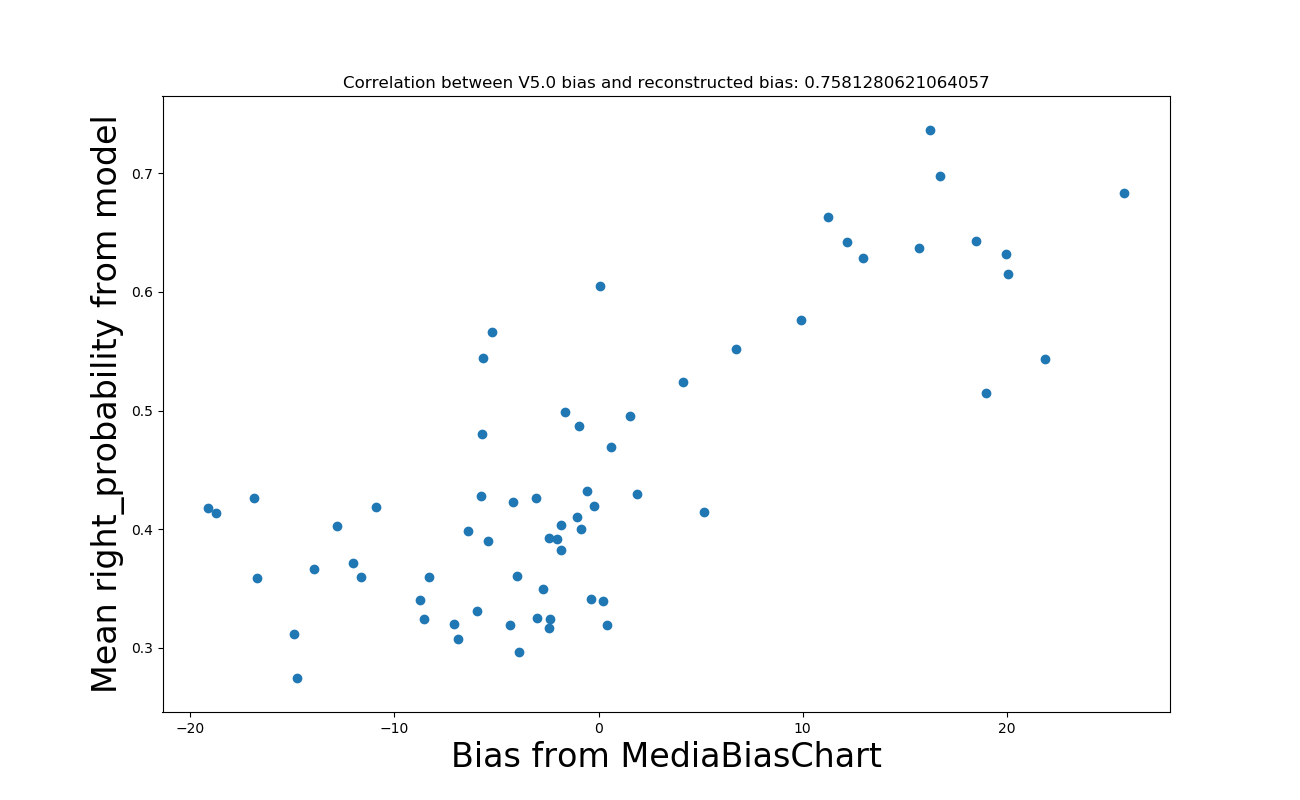 Correlation between V5.0 bias and reconstructed bias: 0.7581280621064057
Mean right_probability from model
0.7
0.6
0.5
0.4
0.3
−20 −10 0 10 20
Bias from MediaBiasChart